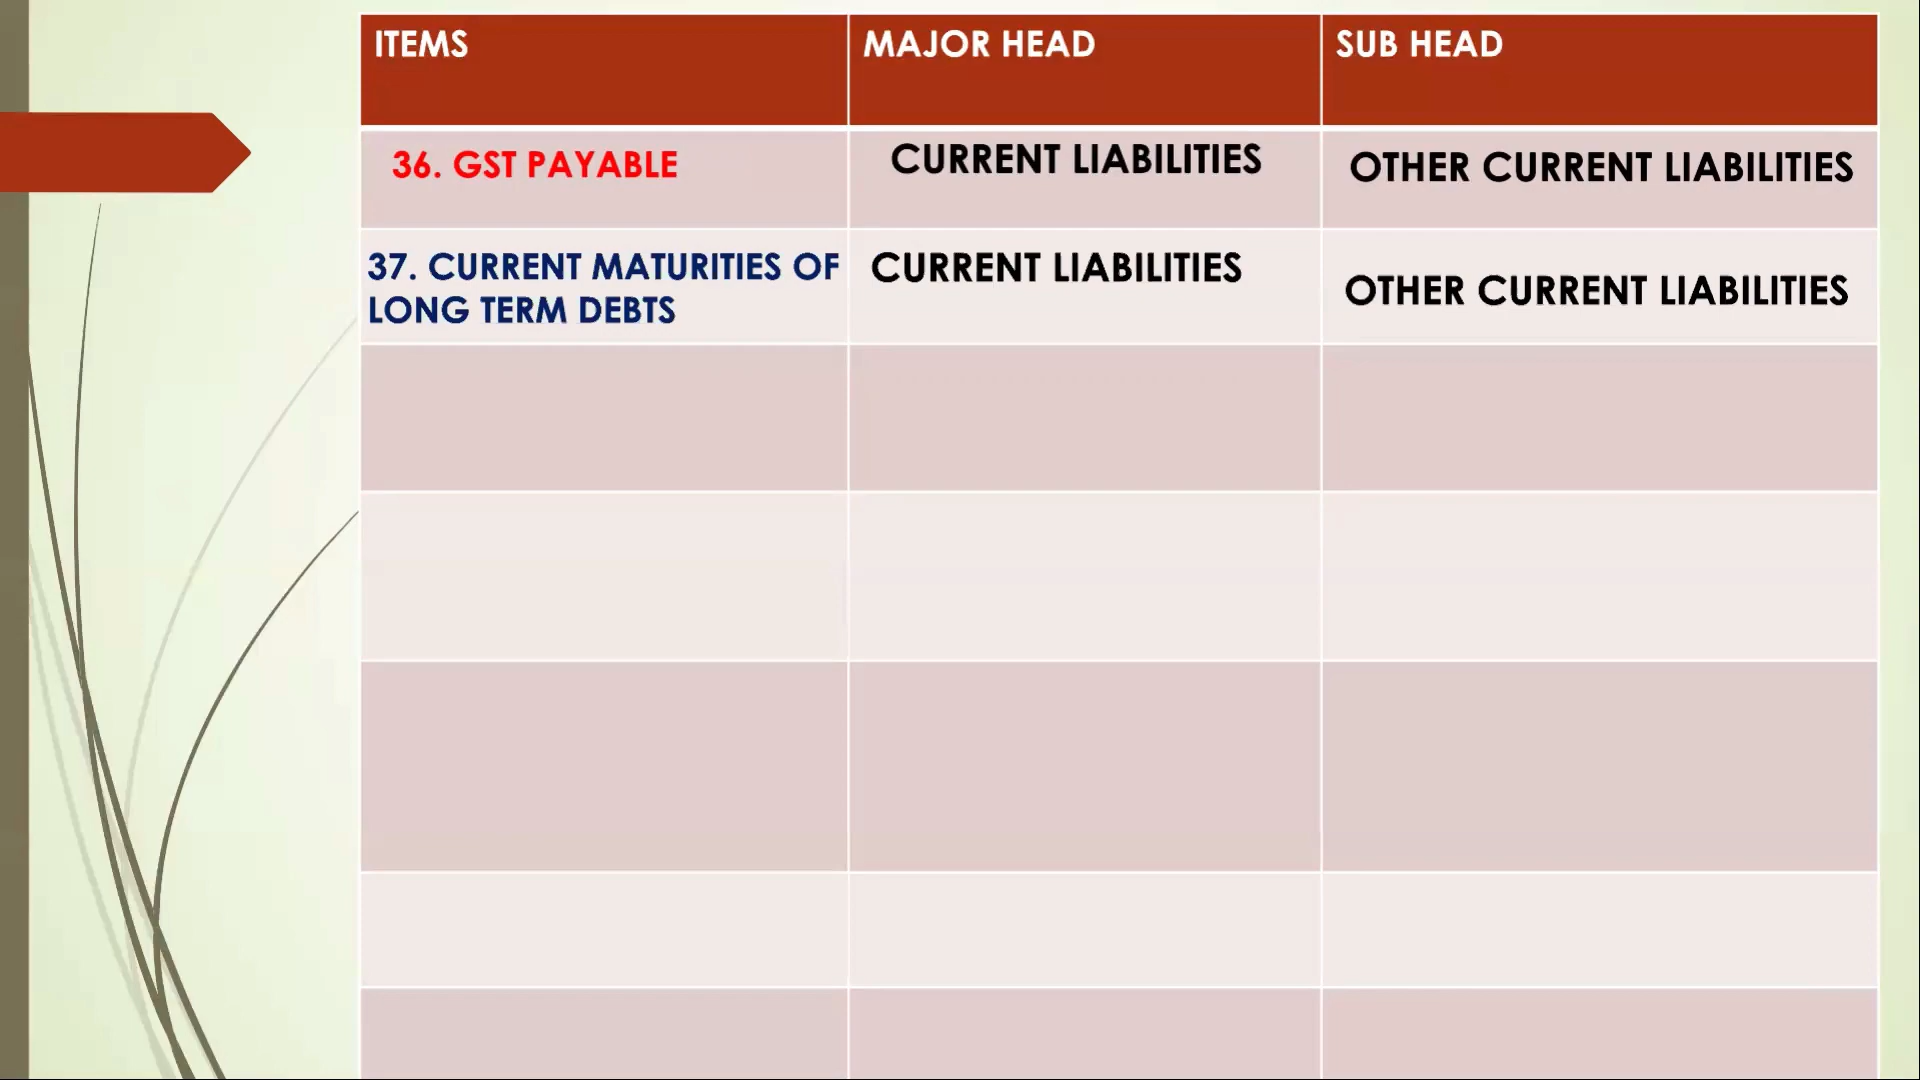 ITEMS
MAJOR HEAD
SUB HEAD
36. GST PAYABLE
CURRENT LIABILITIES
OTHER CURRENT LIABILITIES
37. CURRENT MATURITIES OF
LONG TERM DEBTS
CURRENT LIABILITIES
OTHER CURRENT LIABILITIES